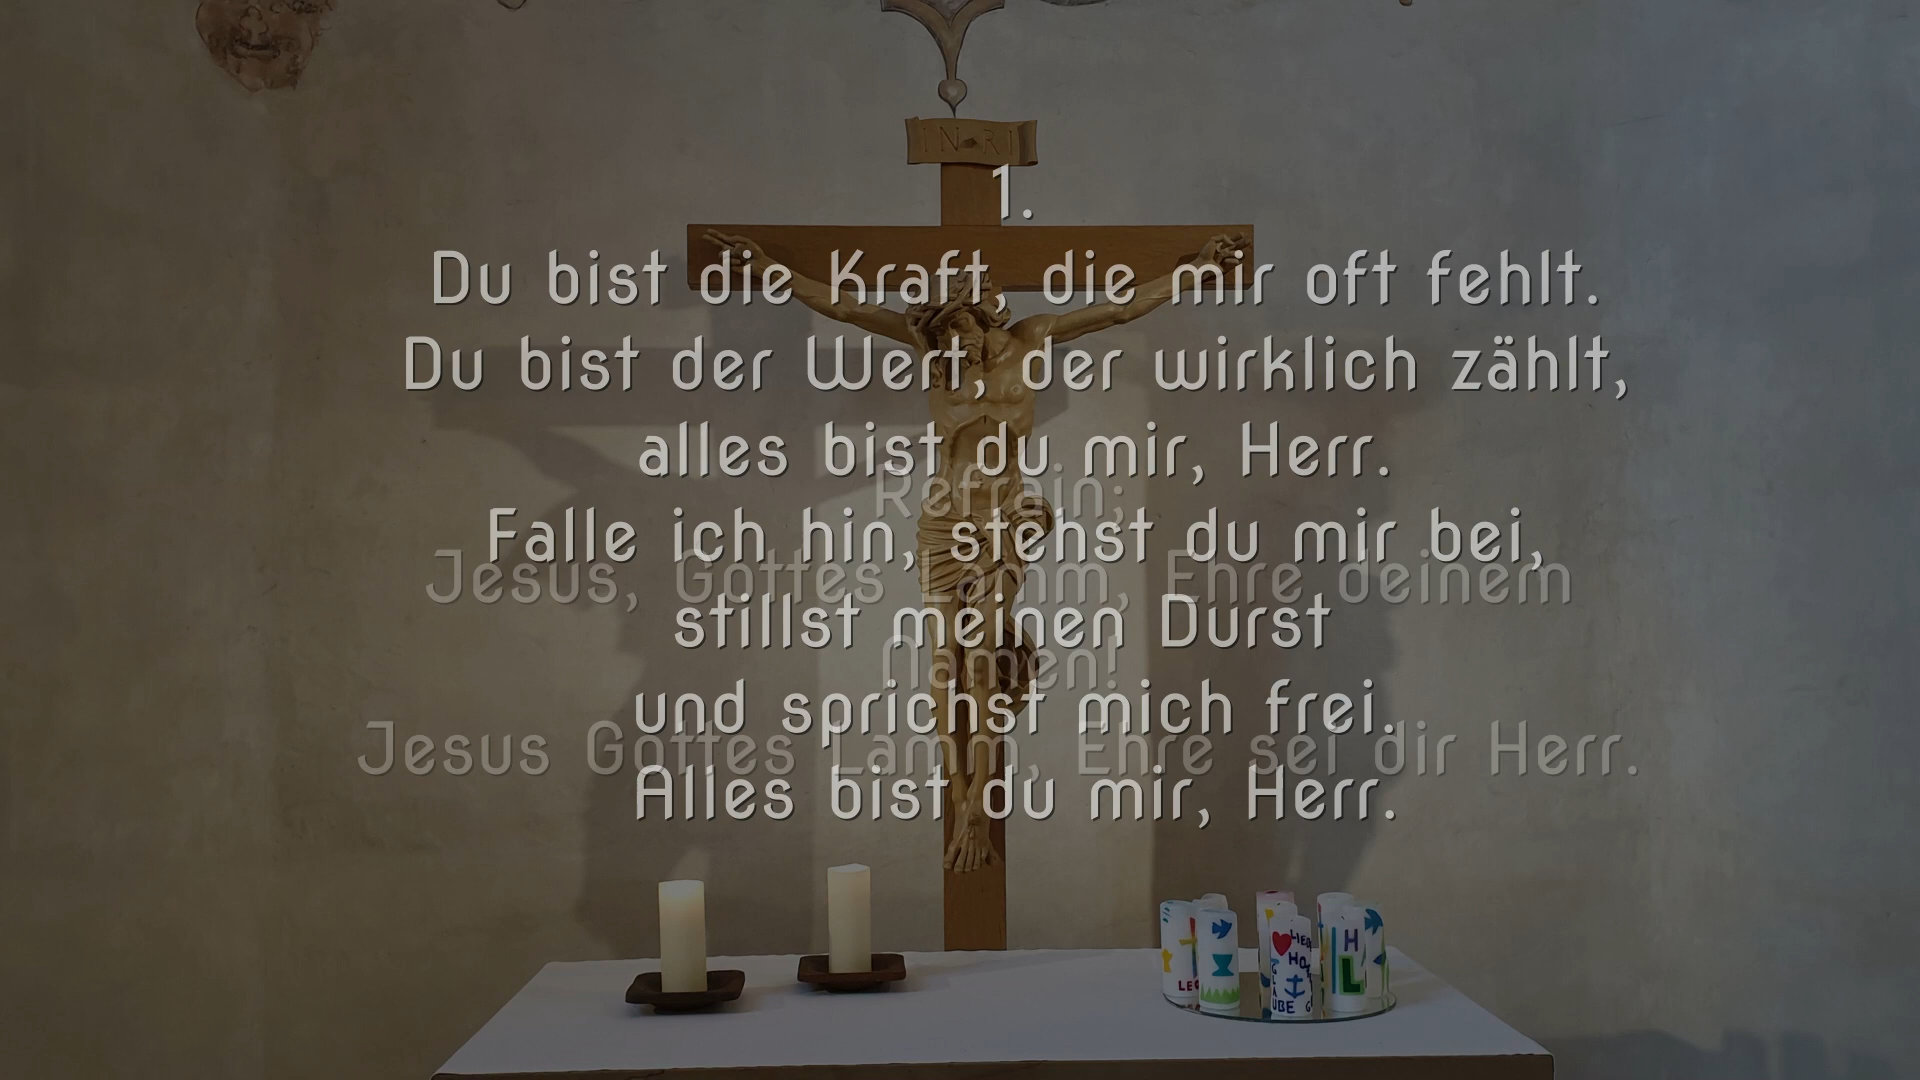 IN RI
1.
Du bist die Kraft, die mir oft fehlt.
Du bist der Wert, der wirklich zählt,
alles bist du mir, Herr.
Falle ich hin, stehst du mir bei,
stillst meinen Durst
und sprichst mich frei.
Alles bist du mir, Herr.
Refrain:
Jesus, Gottes Lamm, Ehre deinem
Namen!
Jesus Gottes Lamm, Ehre sei dir Herr.
H
L